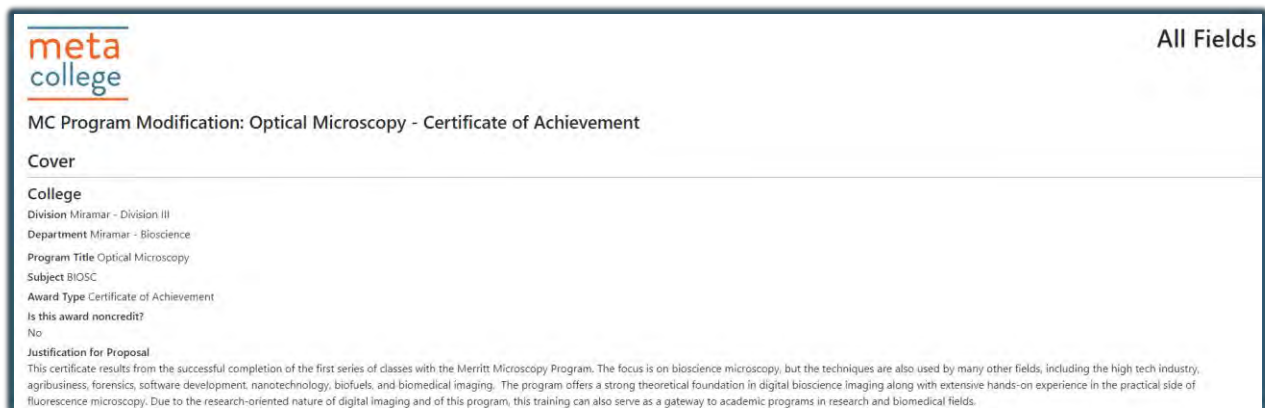 meta
college
All Fields
MC Program Modification: Optical Microscopy - Certificate of Achievement
Cover
College
Division Miramar - Division III
Department Miramar - Bioscience
Program Title Optical Microscopy
Subject BIOSC
Award Type Certificate of Achievement
Is this award noncredit?
No
Justification for Proposal
This certificate results from the successful completion of the first series of classes with the Merritt Microscopy Program. The focus is on bioscience microscopy, but the techniques are also used by many other fields, including the high tech industry,
agribusiness, forensics, software development, nanotechnology, biofuels, and biomedical imaging. The program offers a strong theoretical foundation in digital bioscience imaging along with extensive hands-on experience in the practical side of
fluorescence microscopy. Due to the research-oriented nature of digital imaging and of this program, this training can also serve as a gateway to academic programs in research and biomedical fields.